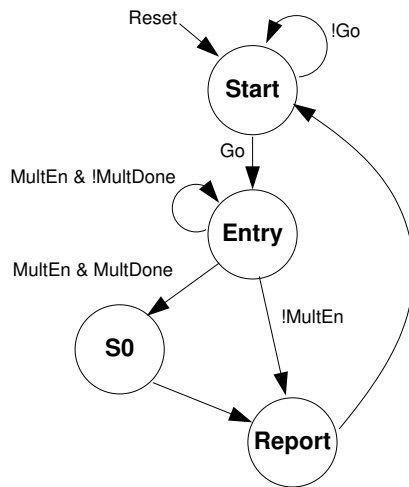 Reset
!Go
Start
Go
MultEn & !MultDone
Entry
MultEn & MultDone
!MultEn
S0
Report